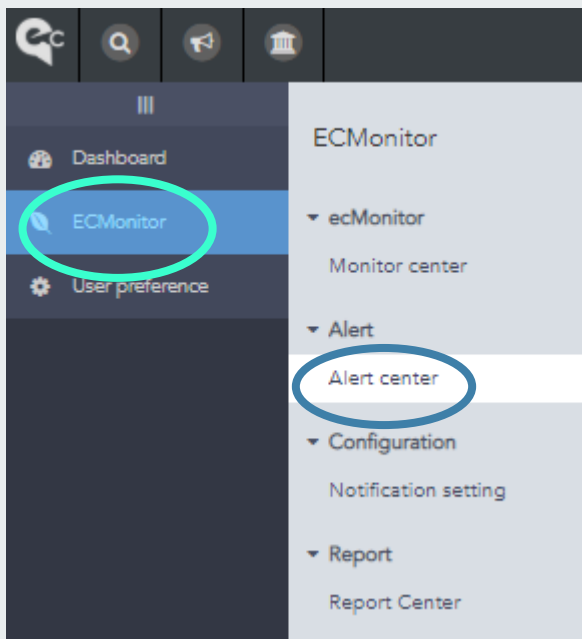 ec
Dashboard
ECMonitor
User preference
ECMonitor
ecMonitor
Monitor center
Alert
Alert center
Configuration
Notification setting
Report
Report Center